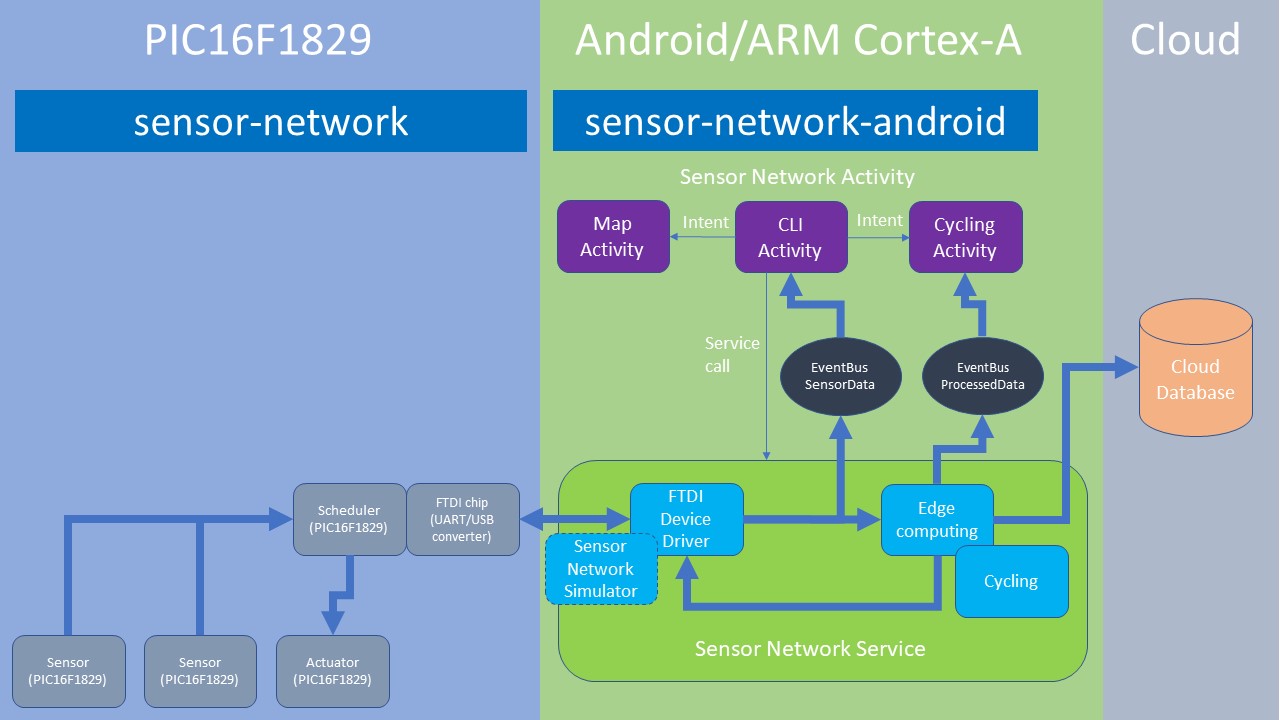 PIC16F1829
Android/ARM Cortex-A
Cloud
sensor-network
sensor-network-android
Sensor Network Activity
Map
Activity
Intent
CLI
Activity
Intent
Cycling
Activity
Service
call
EventBus
SensorData
EventBus
ProcessedData
Cloud
Database
Scheduler
(PIC16F1829)
FTDI chip
(UART/USB
converter)
FTDI
Device
Driver
Edge
computing
Sensor
Network
Simulator
Cycling
Sensor Network Service
Sensor
(PIC16F1829)
Sensor
(PIC16F1829)
Actuator
(PIC16F1829)